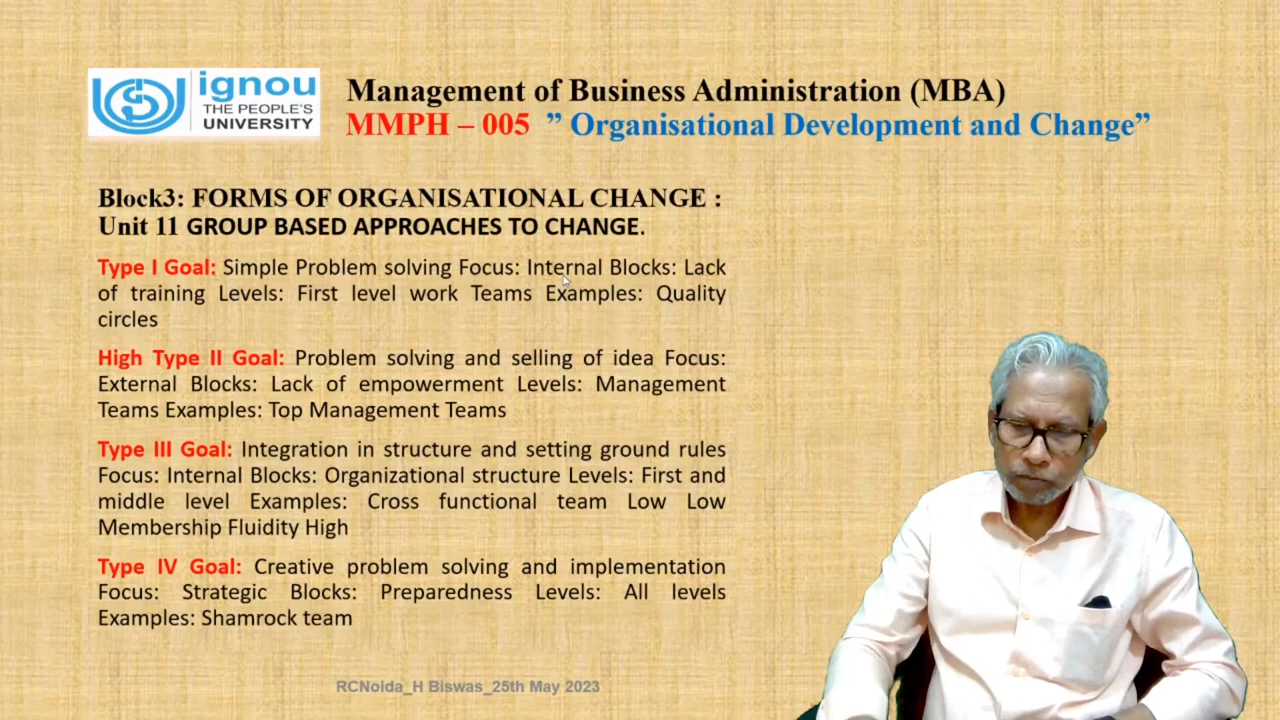 ignou
THE PEOPLE'S
UNIVERSITY
Management of Business Administration (MBA)
MMPH – 005 ” Organisational Development and Change”
Block3: FORMS OF ORGANISATIONAL CHANGE :
Unit 11 GROUP BASED APPROACHES TO CHANGE.
Type I Goal: Simple Problem solving Focus: Internal Blocks: Lack
of training Levels: First level work Teams Examples: Quality
circles
High Type II Goal: Problem solving and selling of idea Focus:
External Blocks: Lack of empowerment Levels: Management
Teams Examples: Top Management Teams
Type III Goal: Integration in structure and setting ground rules
Focus: Internal Blocks: Organizational structure Levels: First and
middle level Examples: Cross functional team Low Low
Membership Fluidity High
Type IV Goal: Creative problem solving and implementation
Focus: Strategic Blocks: Preparedness Levels: All levels
Examples: Shamrock team
RCNoida_H Biswas_25th May 2023